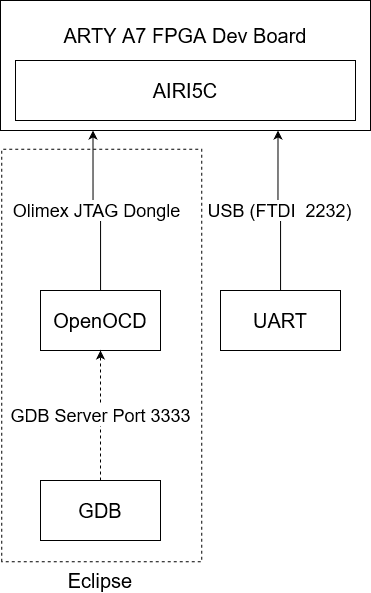 ARTY A7 FPGA Dev Board
AIRI5C
Olimex JTAG Dongle
USB (FTDI  2232)
OpenOCD
UART
GDB Server Port 3333
GDB
Eclipse